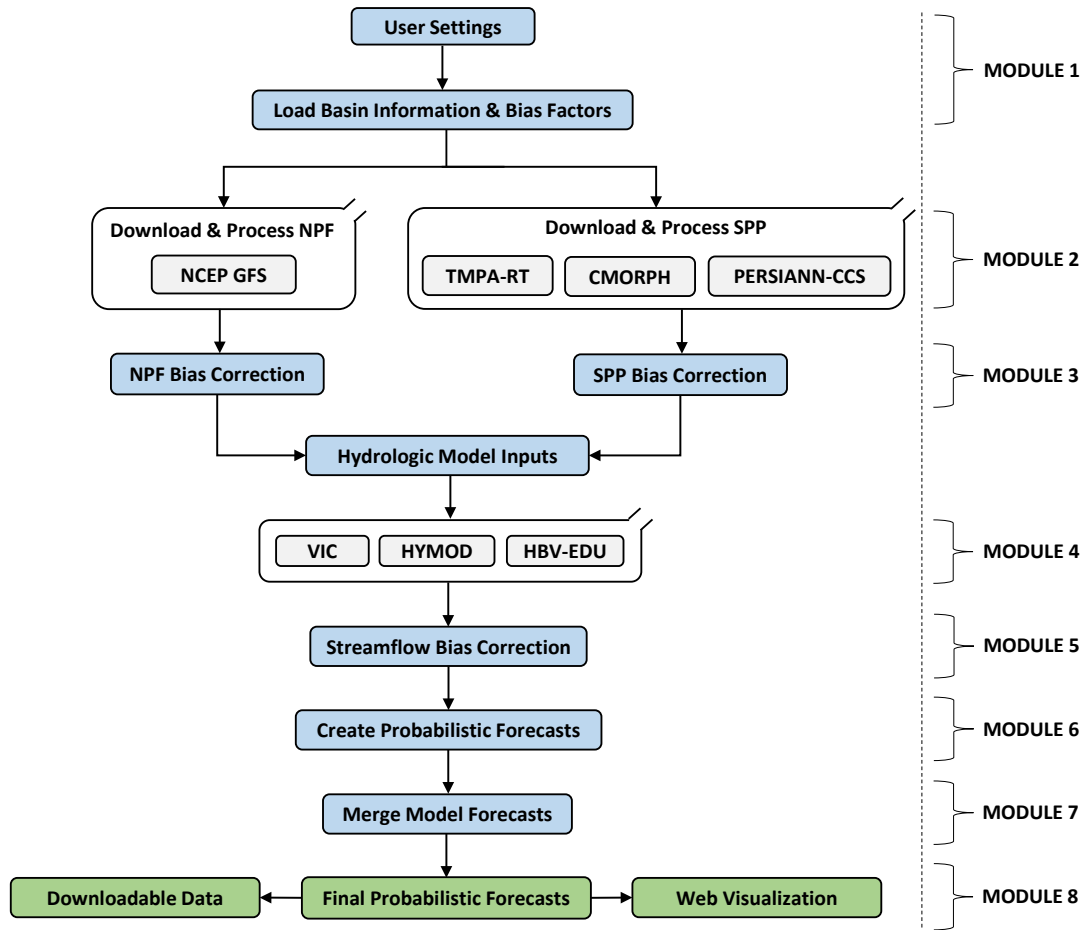 User Settings
MODULE 1
Load Basin Information & Bias Factors
Download & Process NPF
NCEP GFS
Download & Process SPP
TMPA-RT
CMORPH
PERSIANN-CCS
MODULE 2
NPF Bias Correction
SPP Bias Correction
MODULE 3
Hydrologic Model Inputs
VIC
HYMOD
HBV-EDU
MODULE 4
Streamflow Bias Correction
MODULE 5
Create Probabilistic Forecasts
MODULE 6
Merge Model Forecasts
MODULE 7
Downloadable Data
Final Probabilistic Forecasts
Web Visualization
MODULE 8